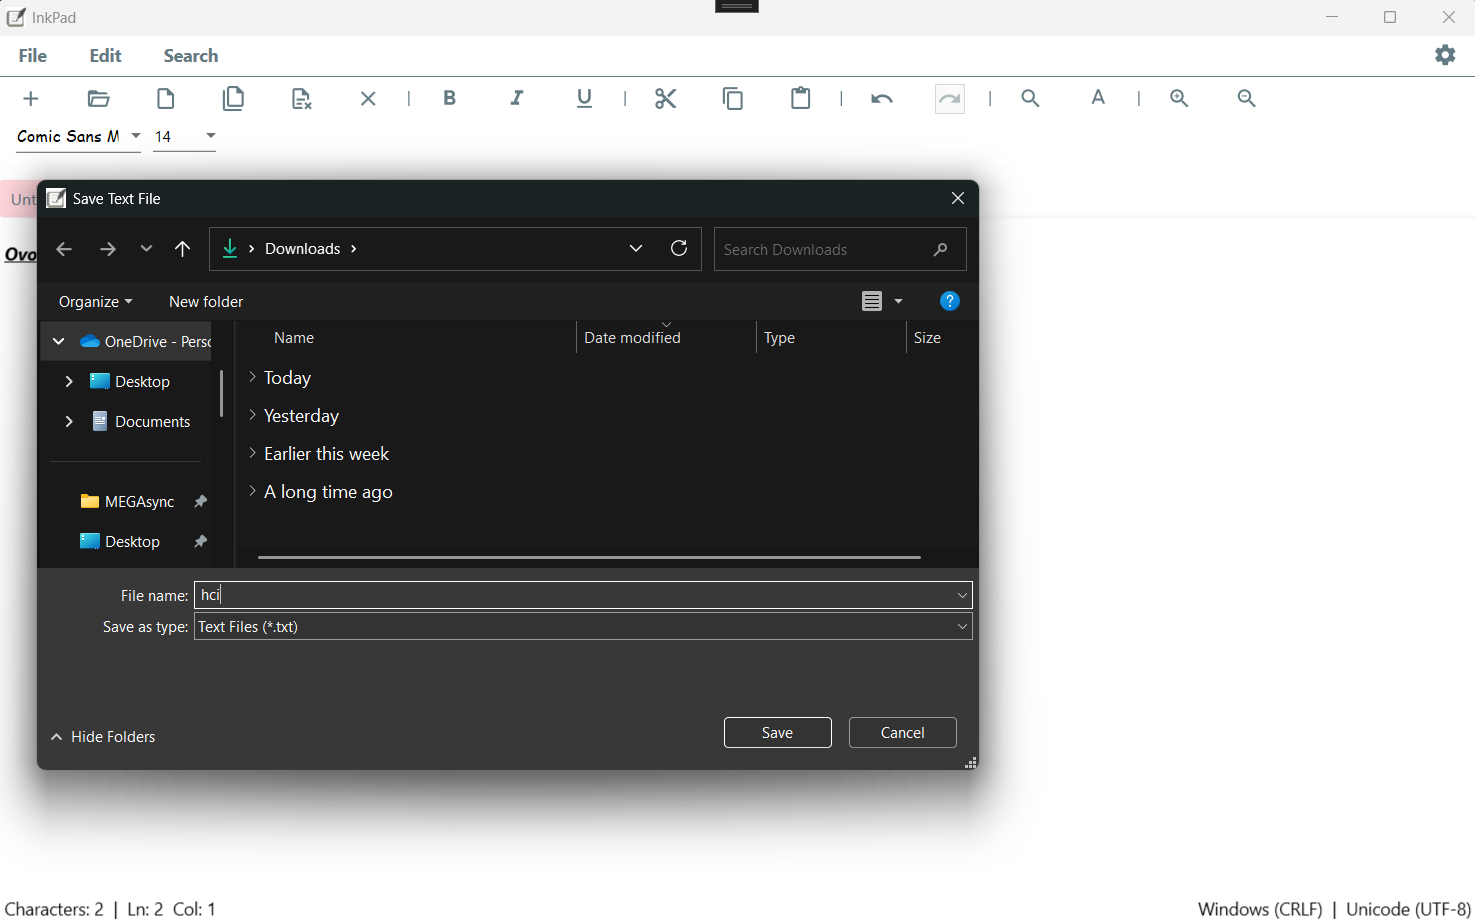 InkPad
File Edit Search
B I U A
Comic Sans M 14
Unt
Save Text File
Ovo
Downloads
Search Downloads
Organize New folder
?
OneDrive - Perso
Name Date modified Type Size
Desktop
Documents
MEGAsync
Desktop
Today
Yesterday
Earlier this week
A long time ago
File name: hci
Save as type: Text Files (*.txt)
Hide Folders
Save Cancel
Characters: 2 | Ln: 2 Col: 1
Windows (CRLF) | Unicode (UTF-8)